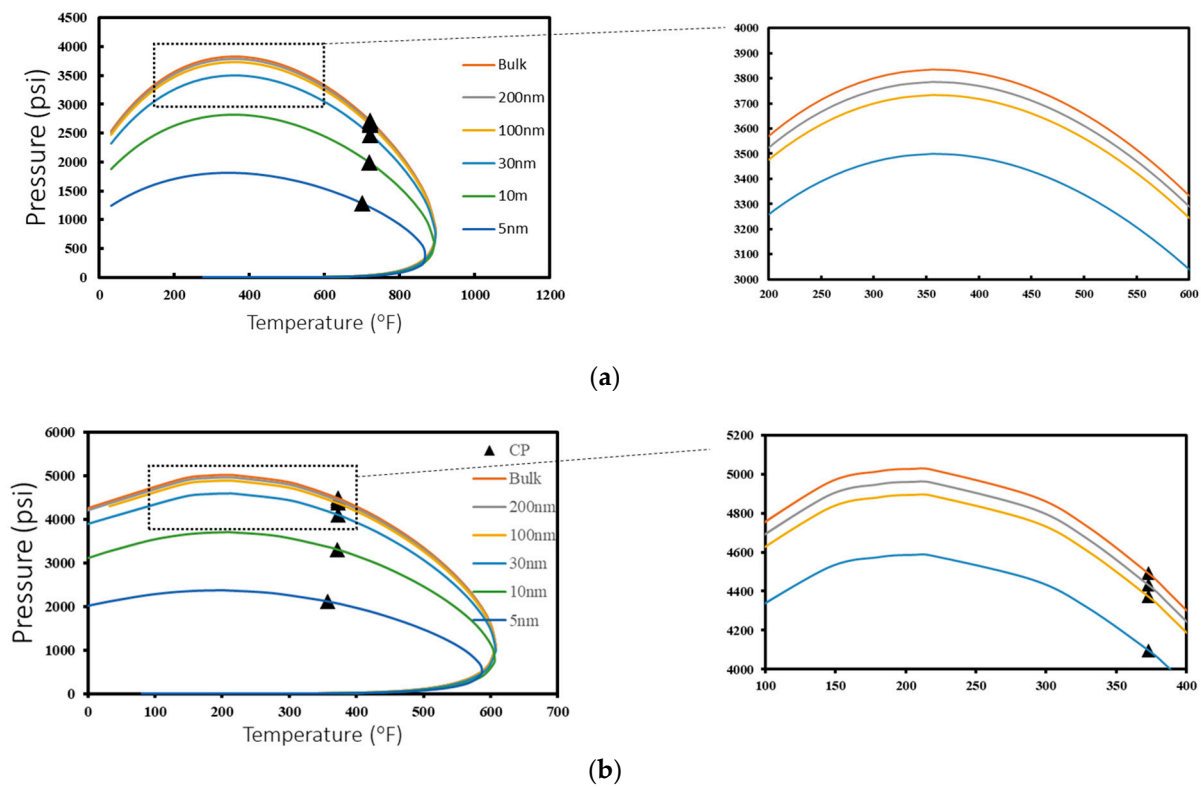 4500
4000
3500
3000
2500
2000
1500
1000
500
0
Pressure (psi)
0 200 400 600 800 1000 1200
Temperature (°F)
Bulk
200nm
100nm
30nm
10m
5nm
4000
3900
3800
3700
3600
3500
3400
3300
3200
3100
3000
200 250 300 350 400 450 500 550 600
(a)
6000
5000
4000
3000
2000
1000
0
Pressure (psi)
0 100 200 300 400 500 600 700
Temperature (°F)
CP
Bulk
200nm
100nm
30nm
10nm
5nm
5200
5000
4800
4600
4400
4200
4000
100 150 200 250 300 350 400
(b)